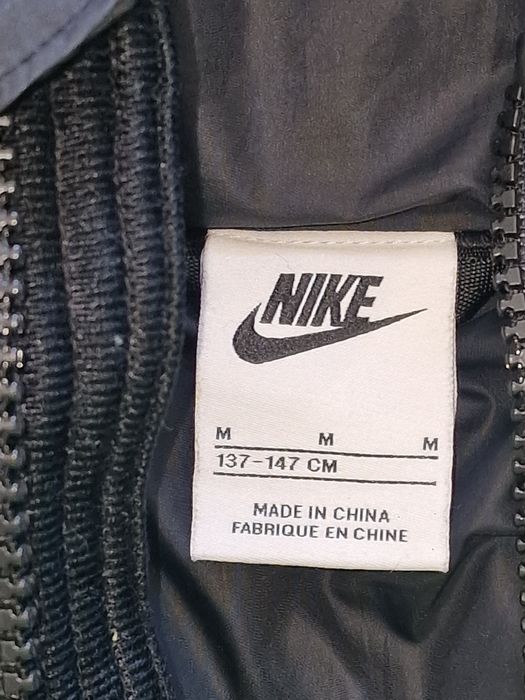 NIKE
M M M
137-147 CM
MADE IN CHINA
FABRIQUE EN CHINE